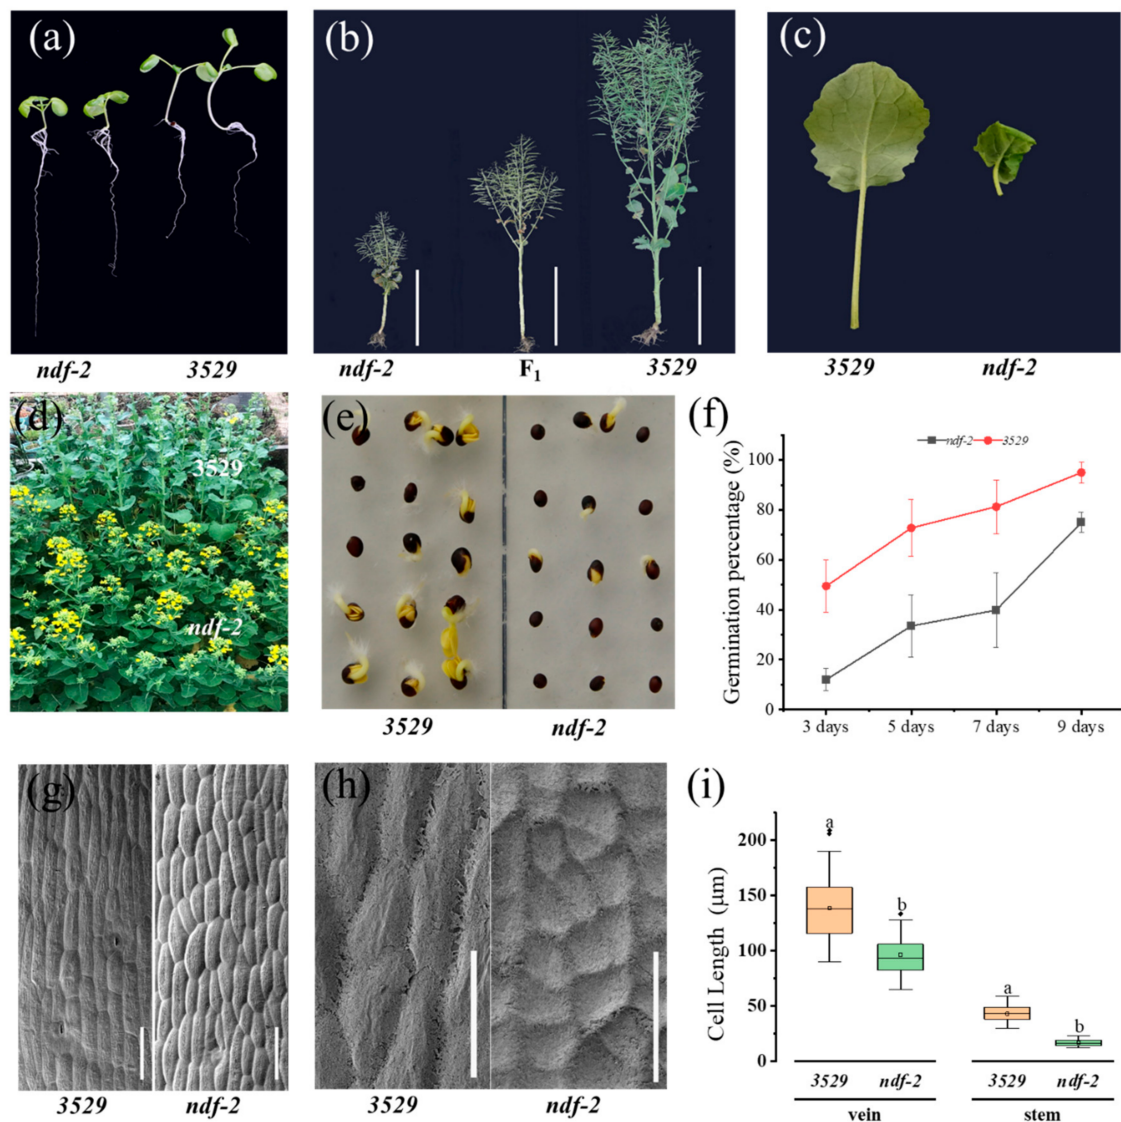 (a)
(b)
(c)
ndf-2
3529
ndf-2
F1
3529
3529
ndf-2
(d)
3529
ndf-2
(e)
3529
ndf-2
(f)
ndf-2
3529
Germination percentage (%)
100
80
60
40
20
0
3 days
5 days
7 days
9 days
(g)
3529
ndf-2
(h)
3529
ndf-2
(i)
Cell Length (μm)
200
150
100
50
0
a
b
a
b
3529
ndf-2
3529
ndf-2
vein
stem